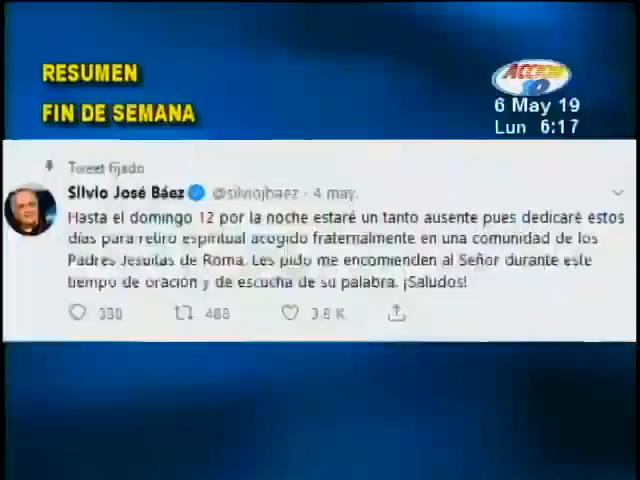 RESUMEN
FIN DE SEMANA
ACCION 10
6 May 19
Lun 6:17
Tweet fijado
Silvio José Báez @silviojbaez · 4 may.
Hasta el domingo 12 por la noche estaré un tanto ausente pues dedicaré estos
días para retiro espiritual acogido fraternalmente en una comunidad de los
Padres Jesuitas de Roma. Les pido me encomienden al Señor durante este
tiempo de oración y de escucha de su palabra. ¡Saludos!
3.8 K